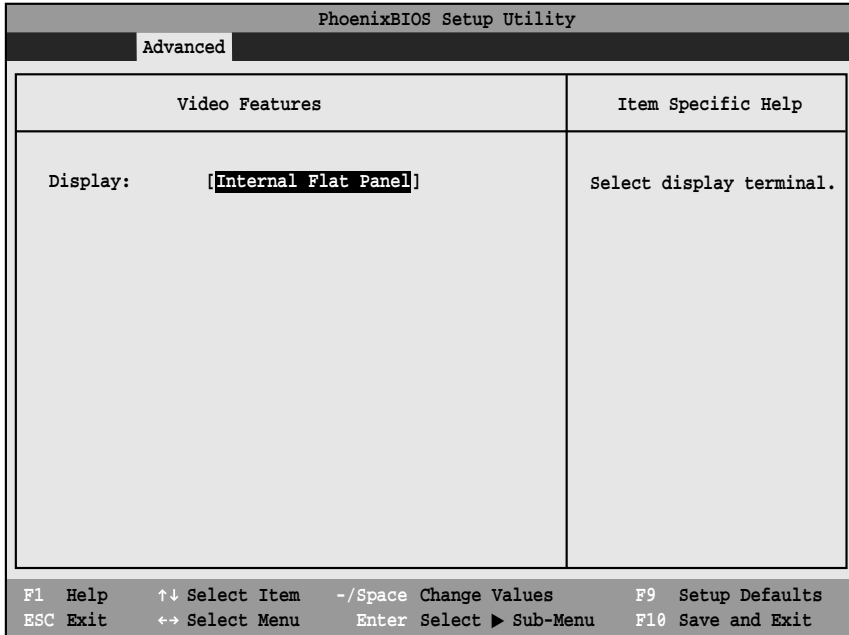 PhoenixBIOS Setup Utility
Advanced
Video Features
Item Specific Help
Display: [Internal Flat Panel]
Select display terminal.
F1 Help ↑↓ Select Item -/Space Change Values F9 Setup Defaults
ESC Exit ←→ Select Menu Enter Select ▶ Sub-Menu F10 Save and Exit